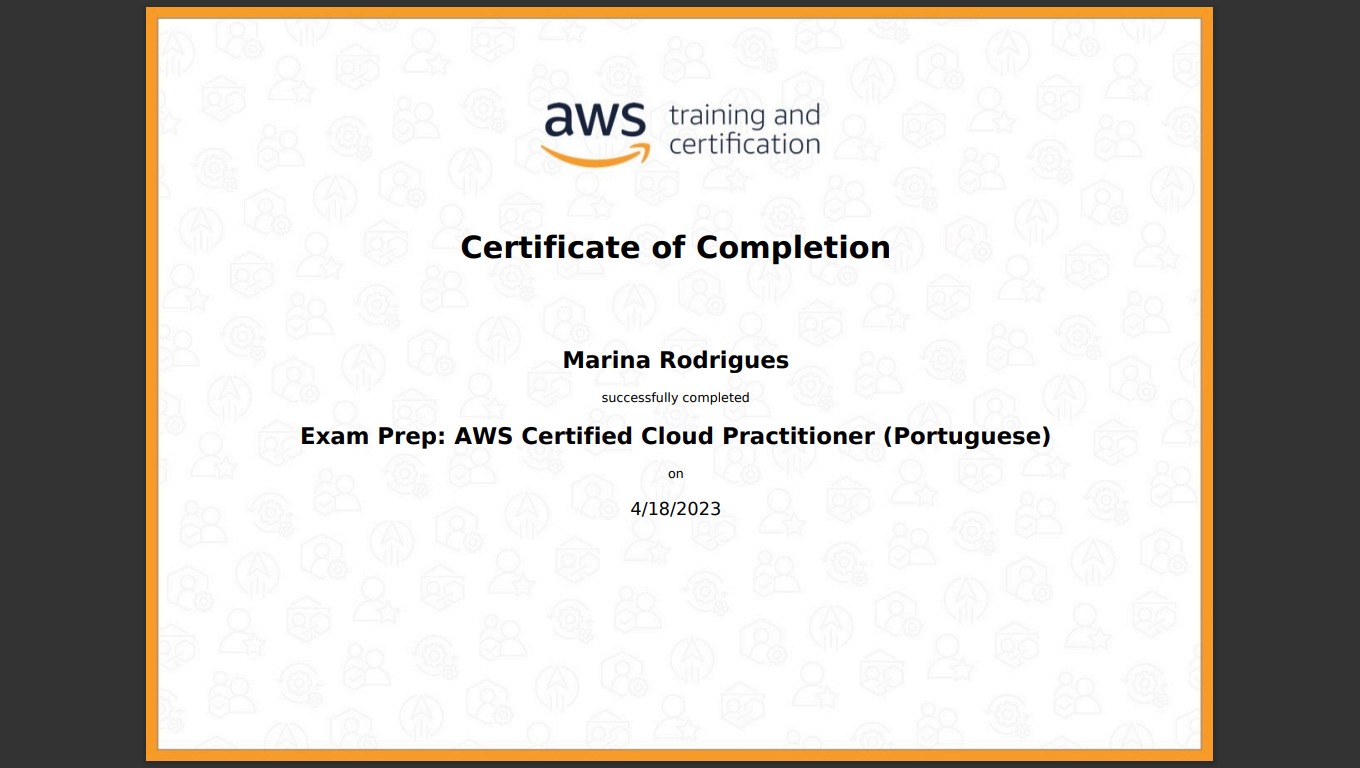 aws training and
certification
Certificate of Completion
Marina Rodrigues
successfully completed
Exam Prep: AWS Certified Cloud Practitioner (Portuguese)
on
4/18/2023